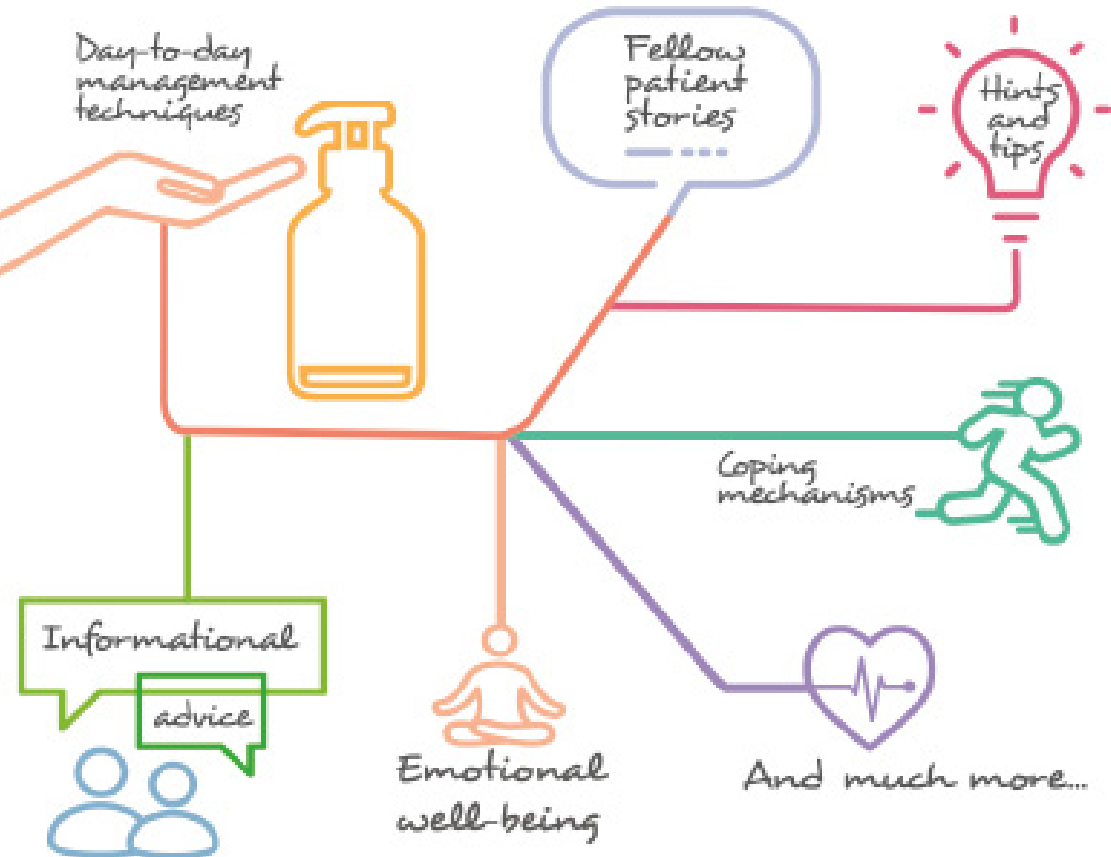 Day-to-day
management
techniques
Fellow
patient
stories
Hints
and
tips
Coping
mechanisms
Informational
advice
Emotional
well-being
And much more...